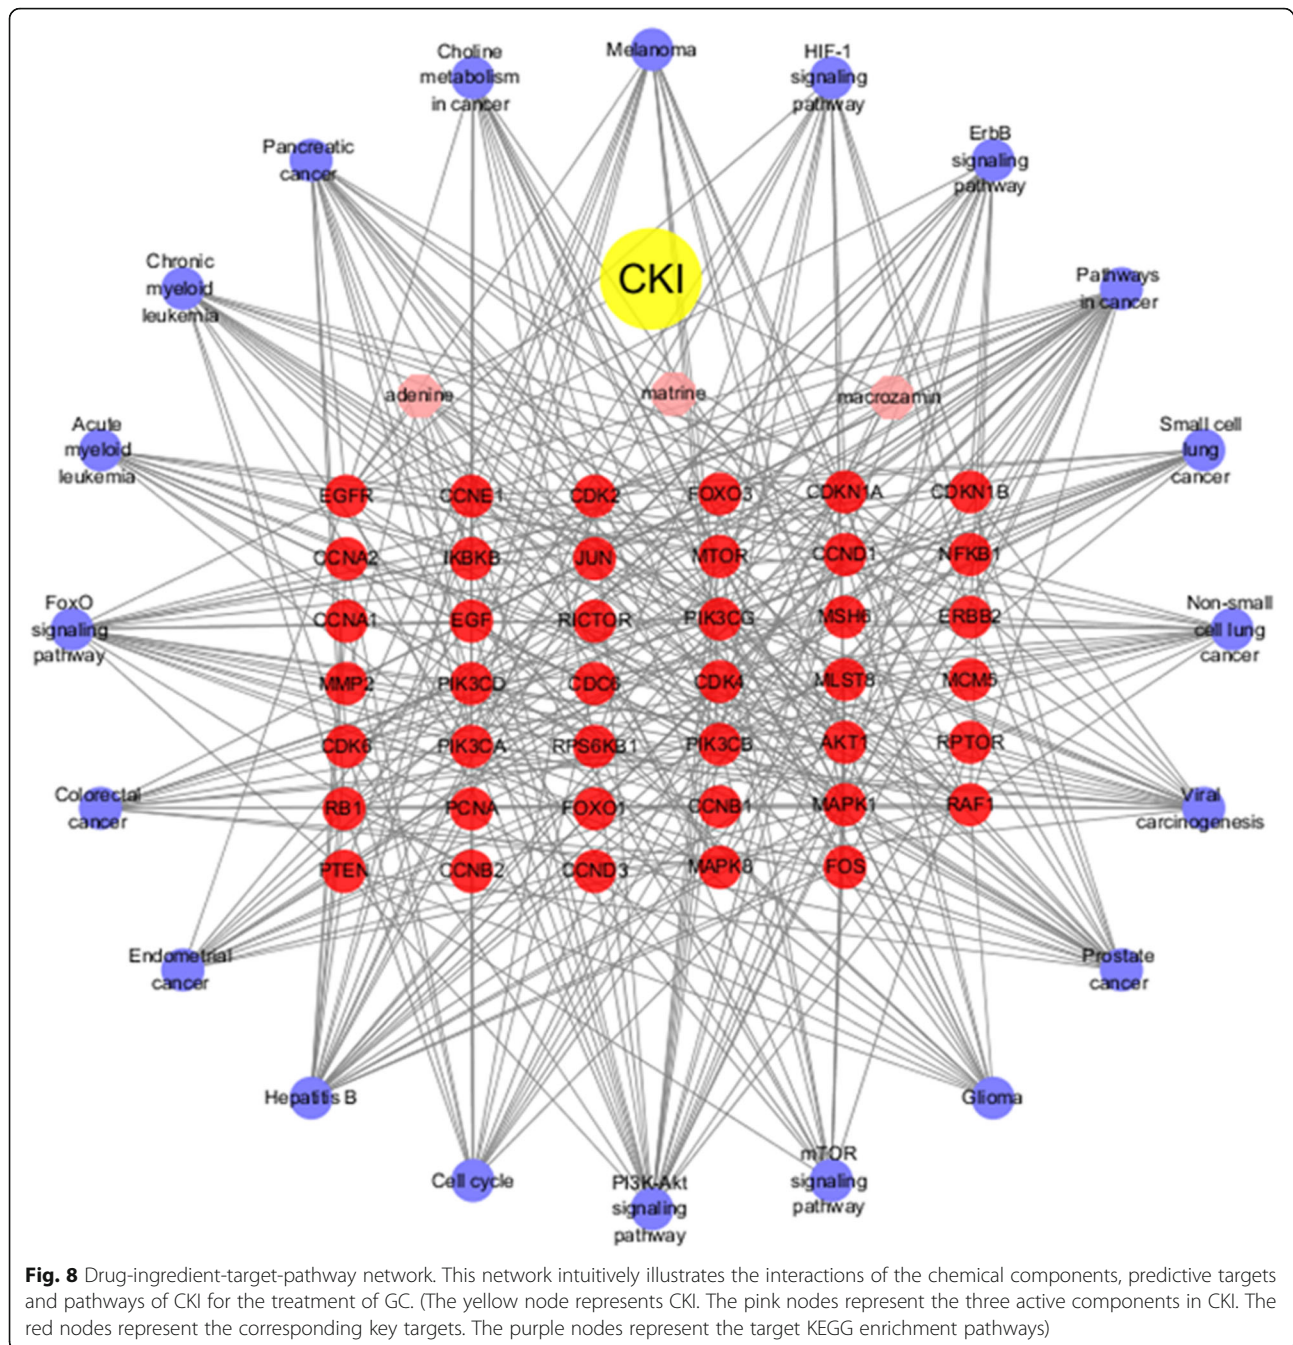 Melanoma
Choline
metabolism
in cancer
HIF-1
signaling
pathway
Pancreatic
cancer
ErbB
signaling
pathway
CKI
Chronic
myeloid
leukemia
Pathways
in cancer
adenine
matrine
macrozamin
Acute
myeloid
leukemia
Small cell
lung
cancer
EGFR CCNE1 CDK2 FOXO3 CDKN1A CDKN1B
CCNA2 IKBKB JUN MTOR CCND1 NFKB1
FoxO
signaling
pathway
Non-small
cell lung
cancer
CCNA1 EGF RICTOR PIK3CG MSH6 ERBB2
MMP2 PIK3CD CDC6 CDK4 MLST8 MCM5
CDK6 PIK3CA RPS6KB1 PIK3CB AKT1 RPTOR
Colorectal
cancer
Viral
carcinogenesis
RB1 PCNA FOXO1 CCNB1 MAPK1 RAF1
PTEN CCNB2 CCND3 MAPK8 FOS
Endometrial
cancer
Prostate
cancer
Hepatitis B
Glioma
Cell cycle
PI3K-Akt
signaling
pathway
mTOR
signaling
pathway
Fig. 8 Drug-ingredient-target-pathway network. This network intuitively illustrates the interactions of the chemical components, predictive targets
and pathways of CKI for the treatment of GC. (The yellow node represents CKI. The pink nodes represent the three active components in CKI. The
red nodes represent the corresponding key targets. The purple nodes represent the target KEGG enrichment pathways)